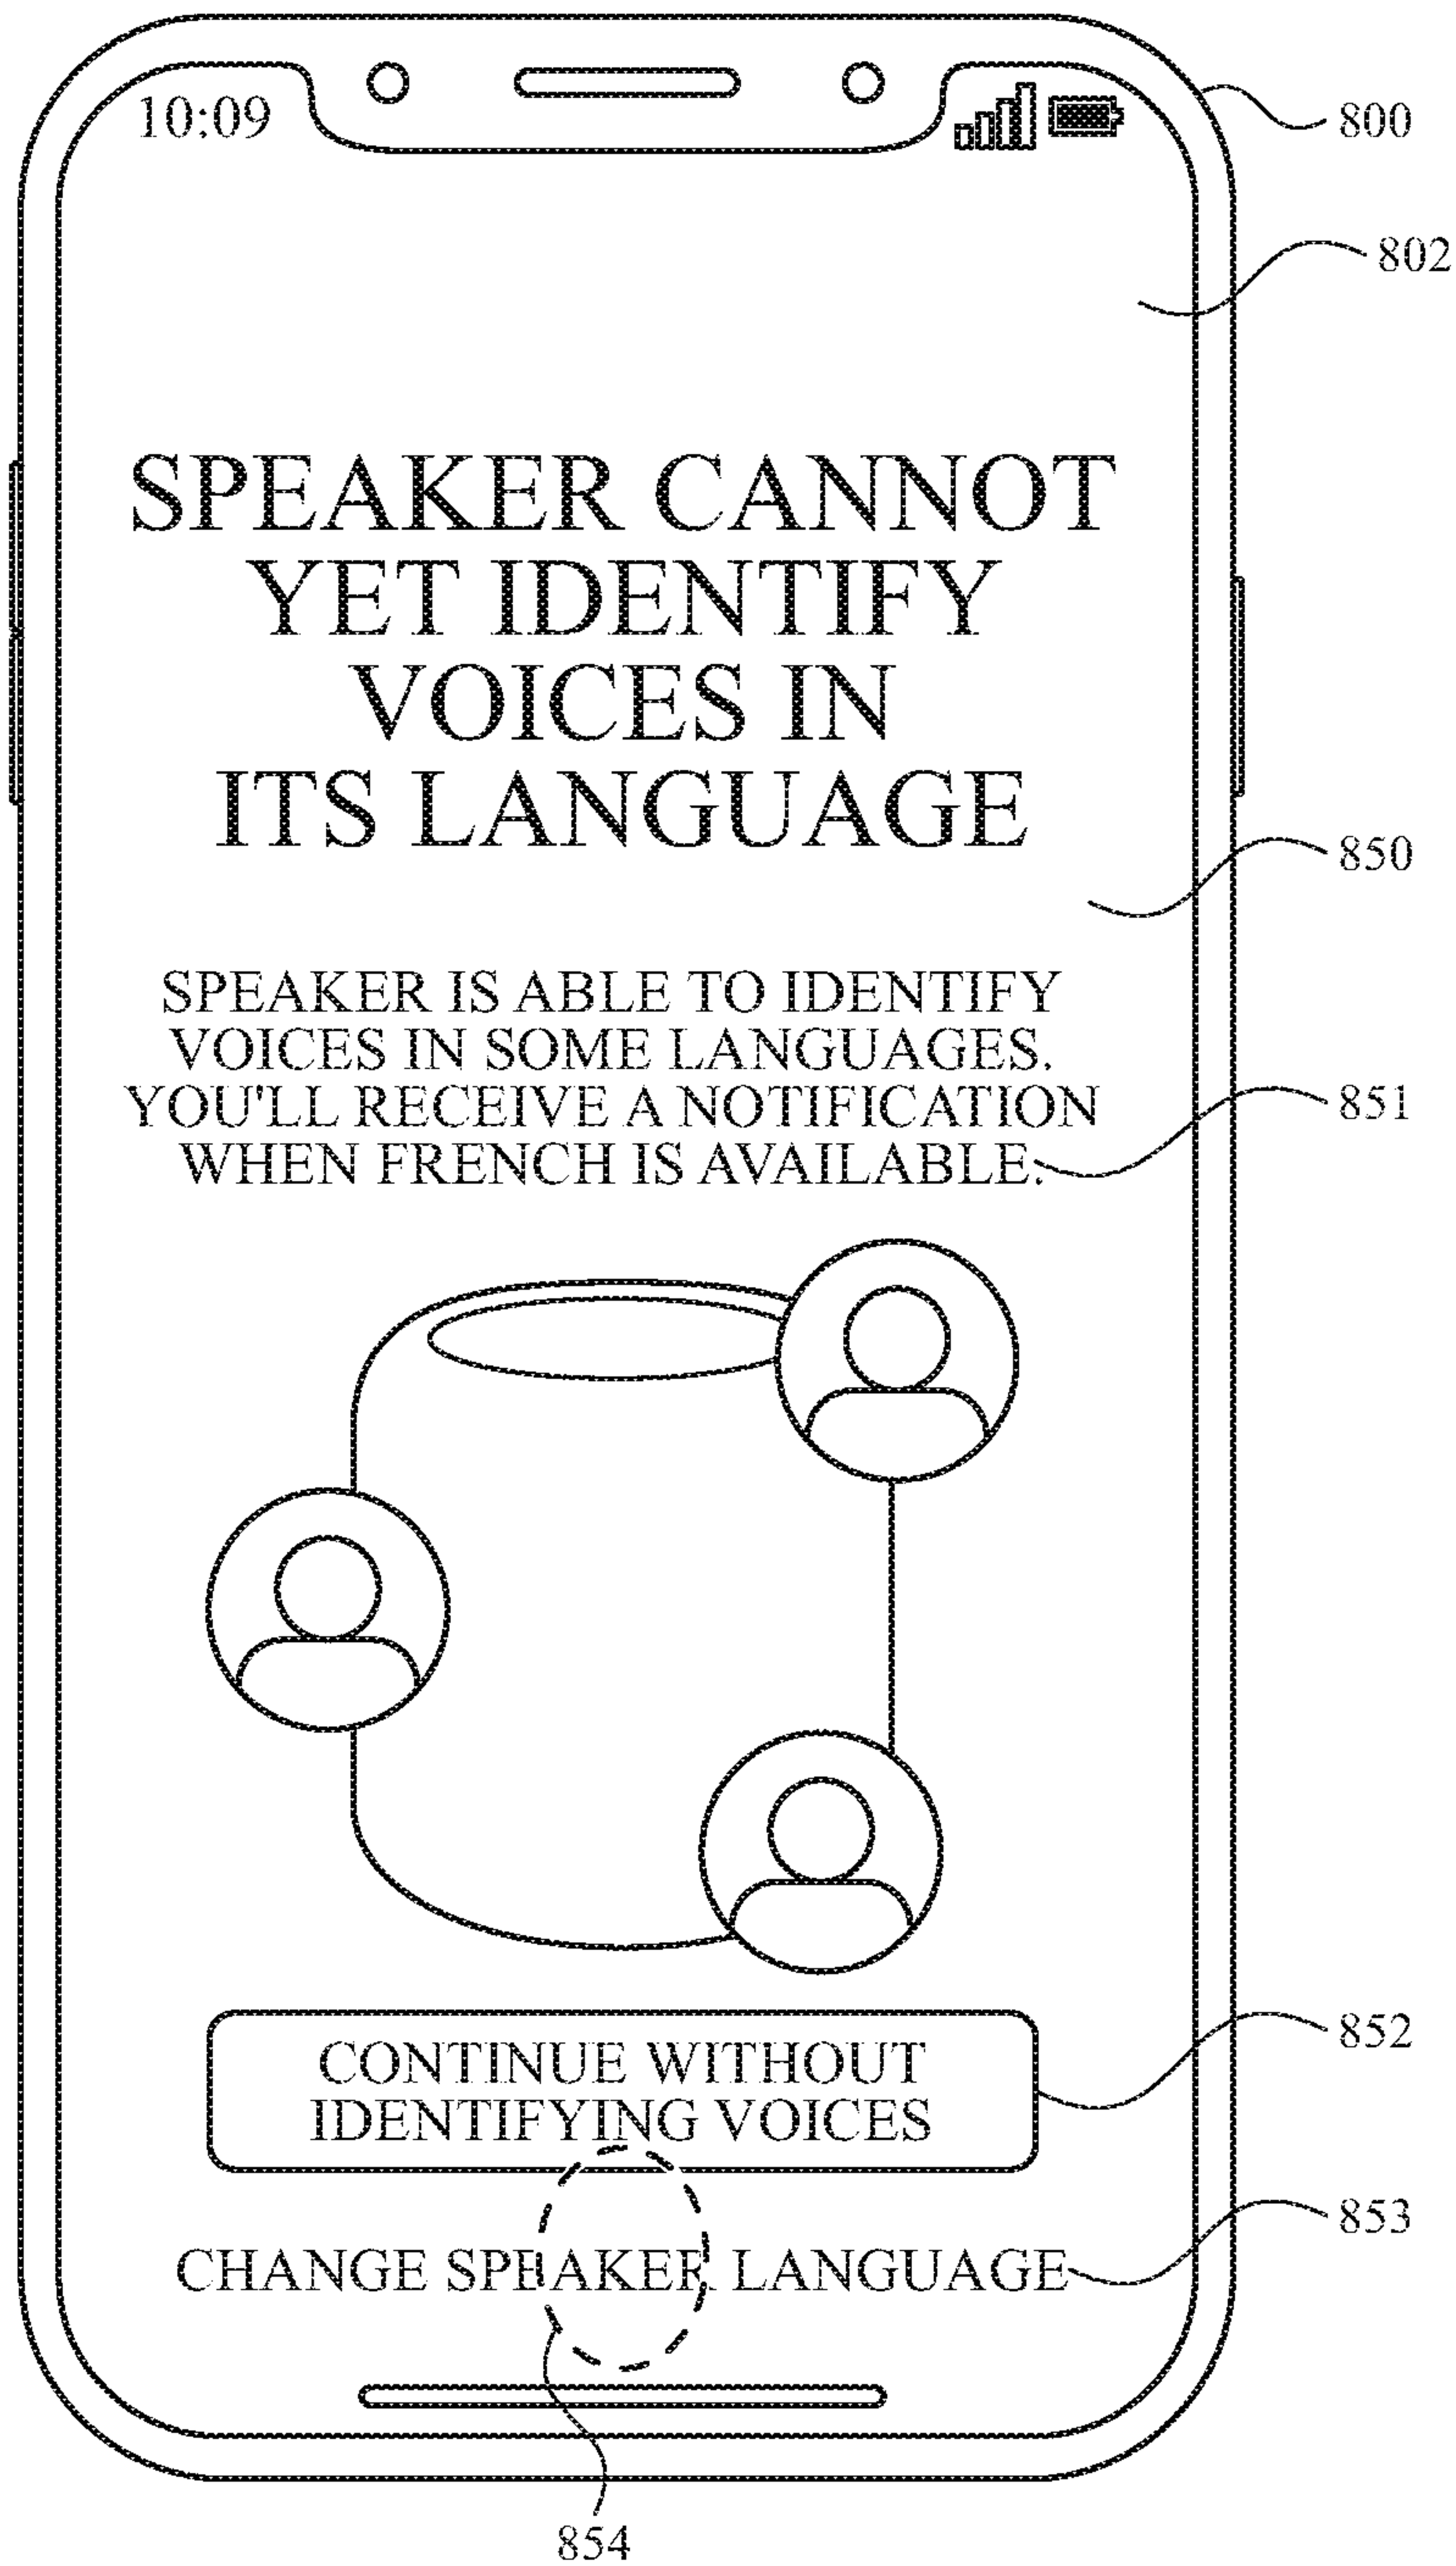 10:09
800
802
SPEAKER CANNOT
YET IDENTIFY
VOICES IN
ITS LANGUAGE
850
SPEAKER IS ABLE TO IDENTIFY
VOICES IN SOME LANGUAGES.
YOU'LL RECEIVE A NOTIFICATION
851
WHEN FRENCH IS AVAILABLE.
CONTINUE WITHOUT
852
IDENTIFYING VOICES
853
CHANGE SPEAKER LANGUAGE
854